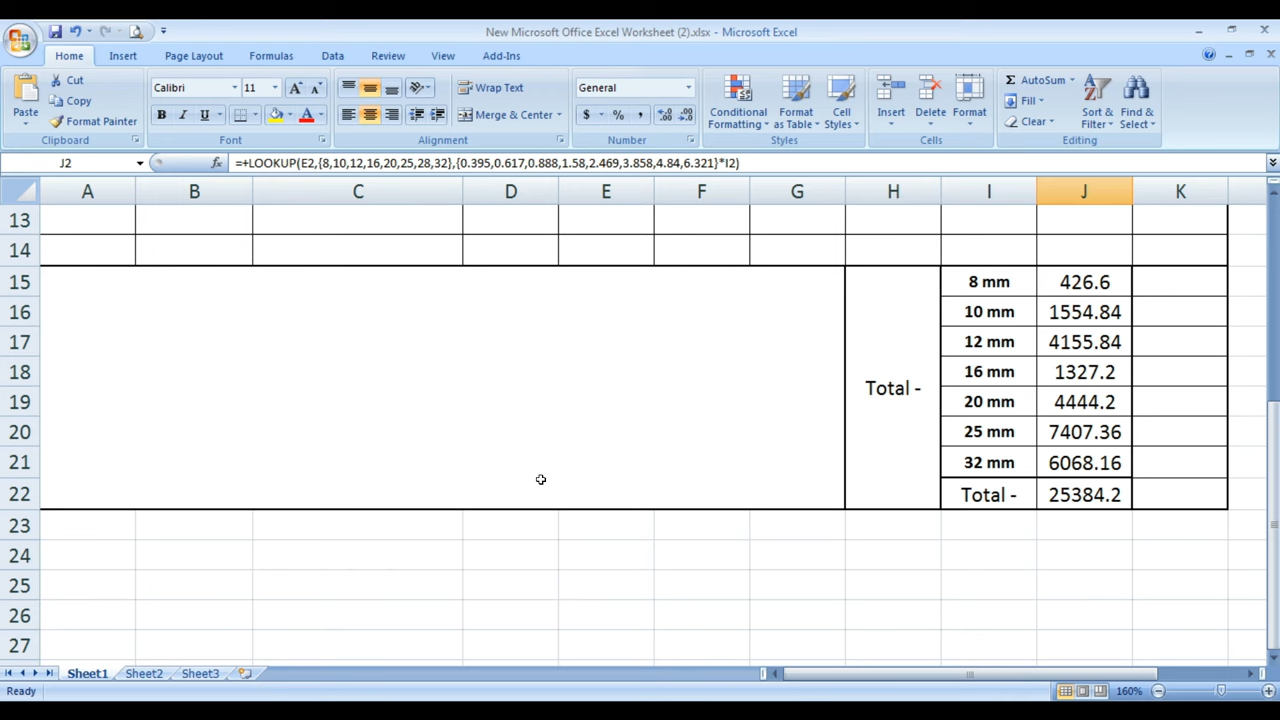 New Microsoft Office Excel Worksheet (2).xlsx - Microsoft Excel
Home Insert Page Layout Formulas Data Review View Add-Ins
Paste Cut Copy Format Painter
Calibri 11
B I U A
Wrap Text
Merge & Center
General
$ % ,
Conditional Formatting
Format as Table
Cell Styles
Insert Delete Format
AutoSum
Fill
Clear
Sort & Filter
Find & Select
Clipboard Font Alignment Number Styles Cells Editing
J2 fx =+LOOKUP(E2,{8,10,12,16,20,25,28,32},{0.395,0.617,0.888,1.58,2.469,3.858,4.84,6.321}*I2)
A B C D E F G H I J K
13
14
15 8 mm 426.6
16 10 mm 1554.84
17 12 mm 4155.84
18 16 mm 1327.2
Total -
19 20 mm 4444.2
20 25 mm 7407.36
21 32 mm 6068.16
22 Total - 25384.2
23
24
25
26
27
Sheet1 Sheet2 Sheet3
Ready 160%